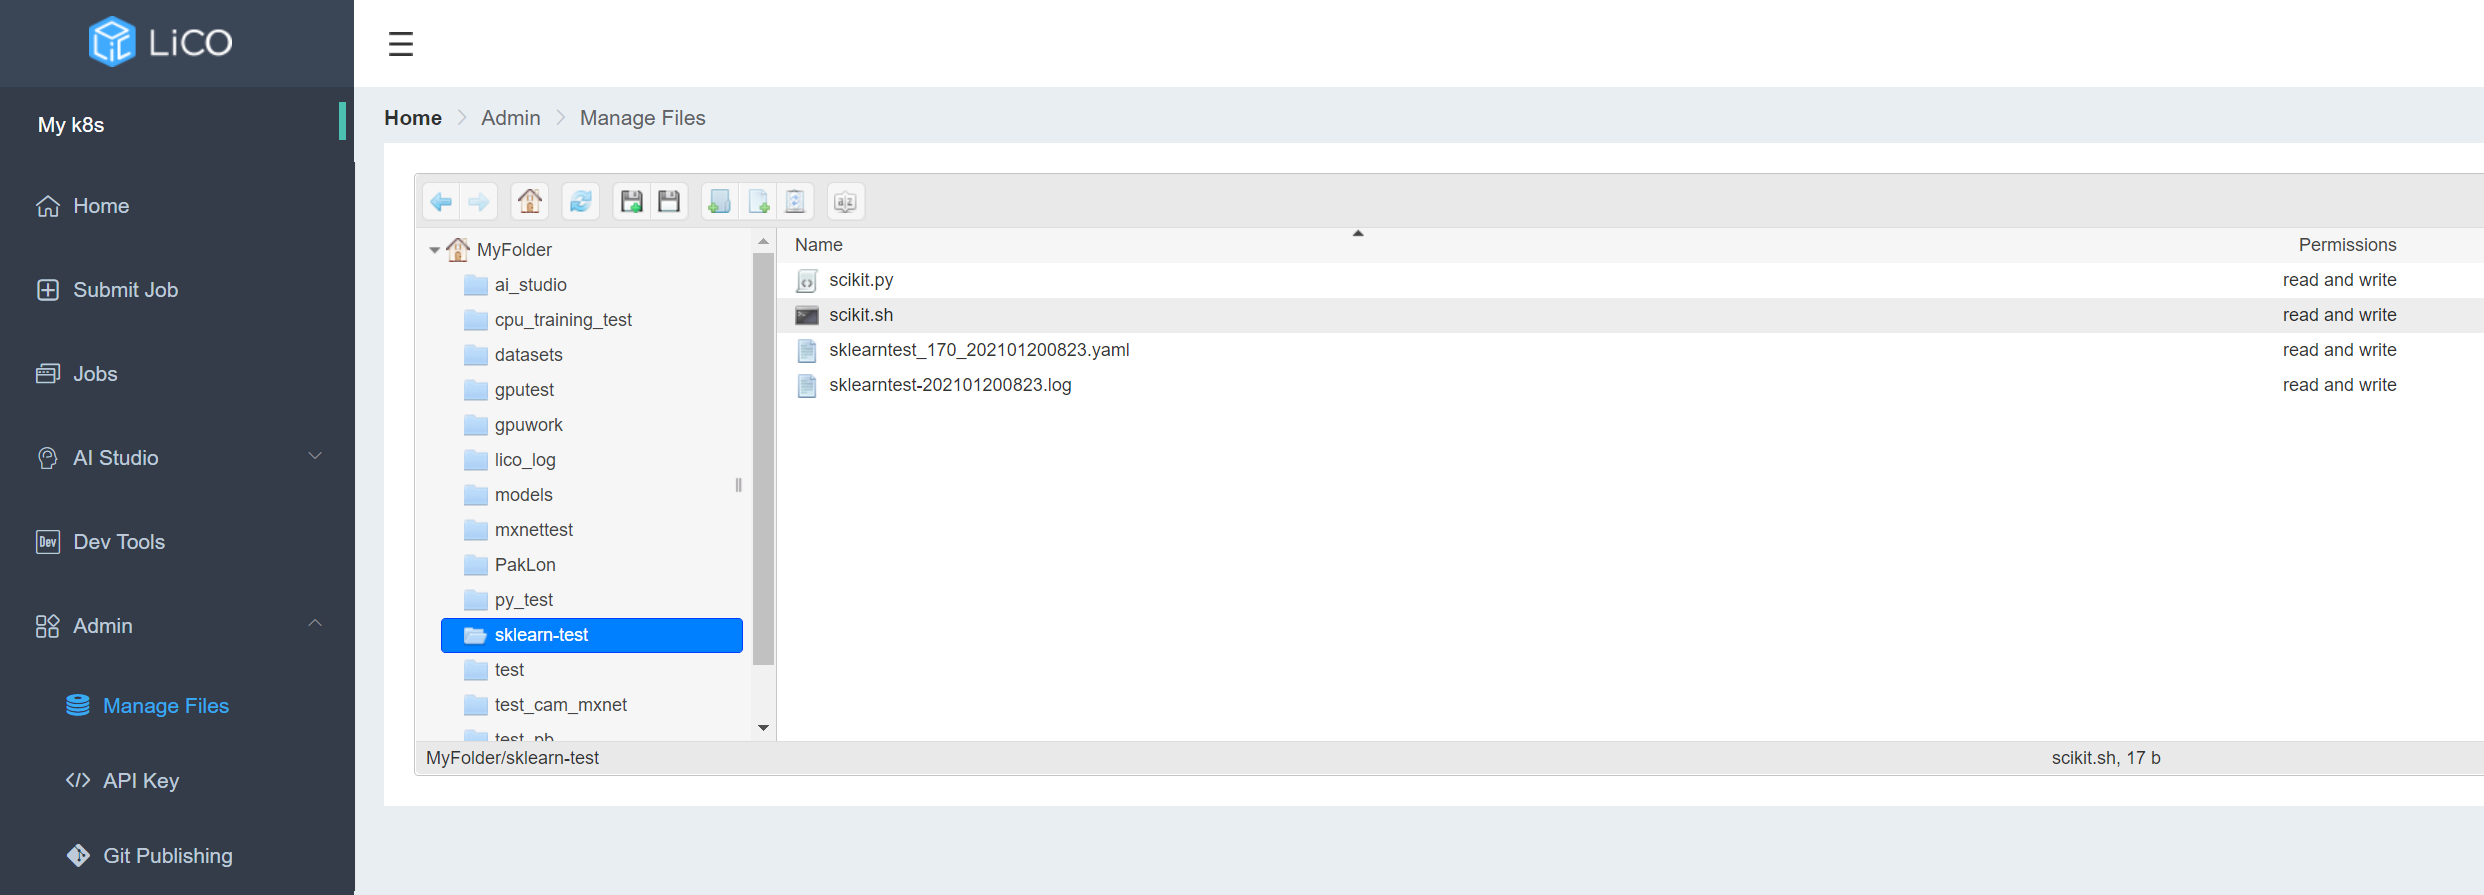 LiCO
My k8s
Home
Submit Job
Jobs
AI Studio
Dev
Dev Tools
Admin
Manage Files
API Key
Git Publishing
Home > Admin > Manage Files
MyFolder
ai_studio
cpu_training_test
datasets
gputest
gpuwork
lico_log
models
mxnettest
PakLon
py_test
sklearn-test
test
test_cam_mxnet
test_pb
Name Permissions
scikit.py read and write
scikit.sh read and write
sklearntest_170_202101200823.yaml read and write
sklearntest-202101200823.log read and write
MyFolder/sklearn-test scikit.sh, 17 b